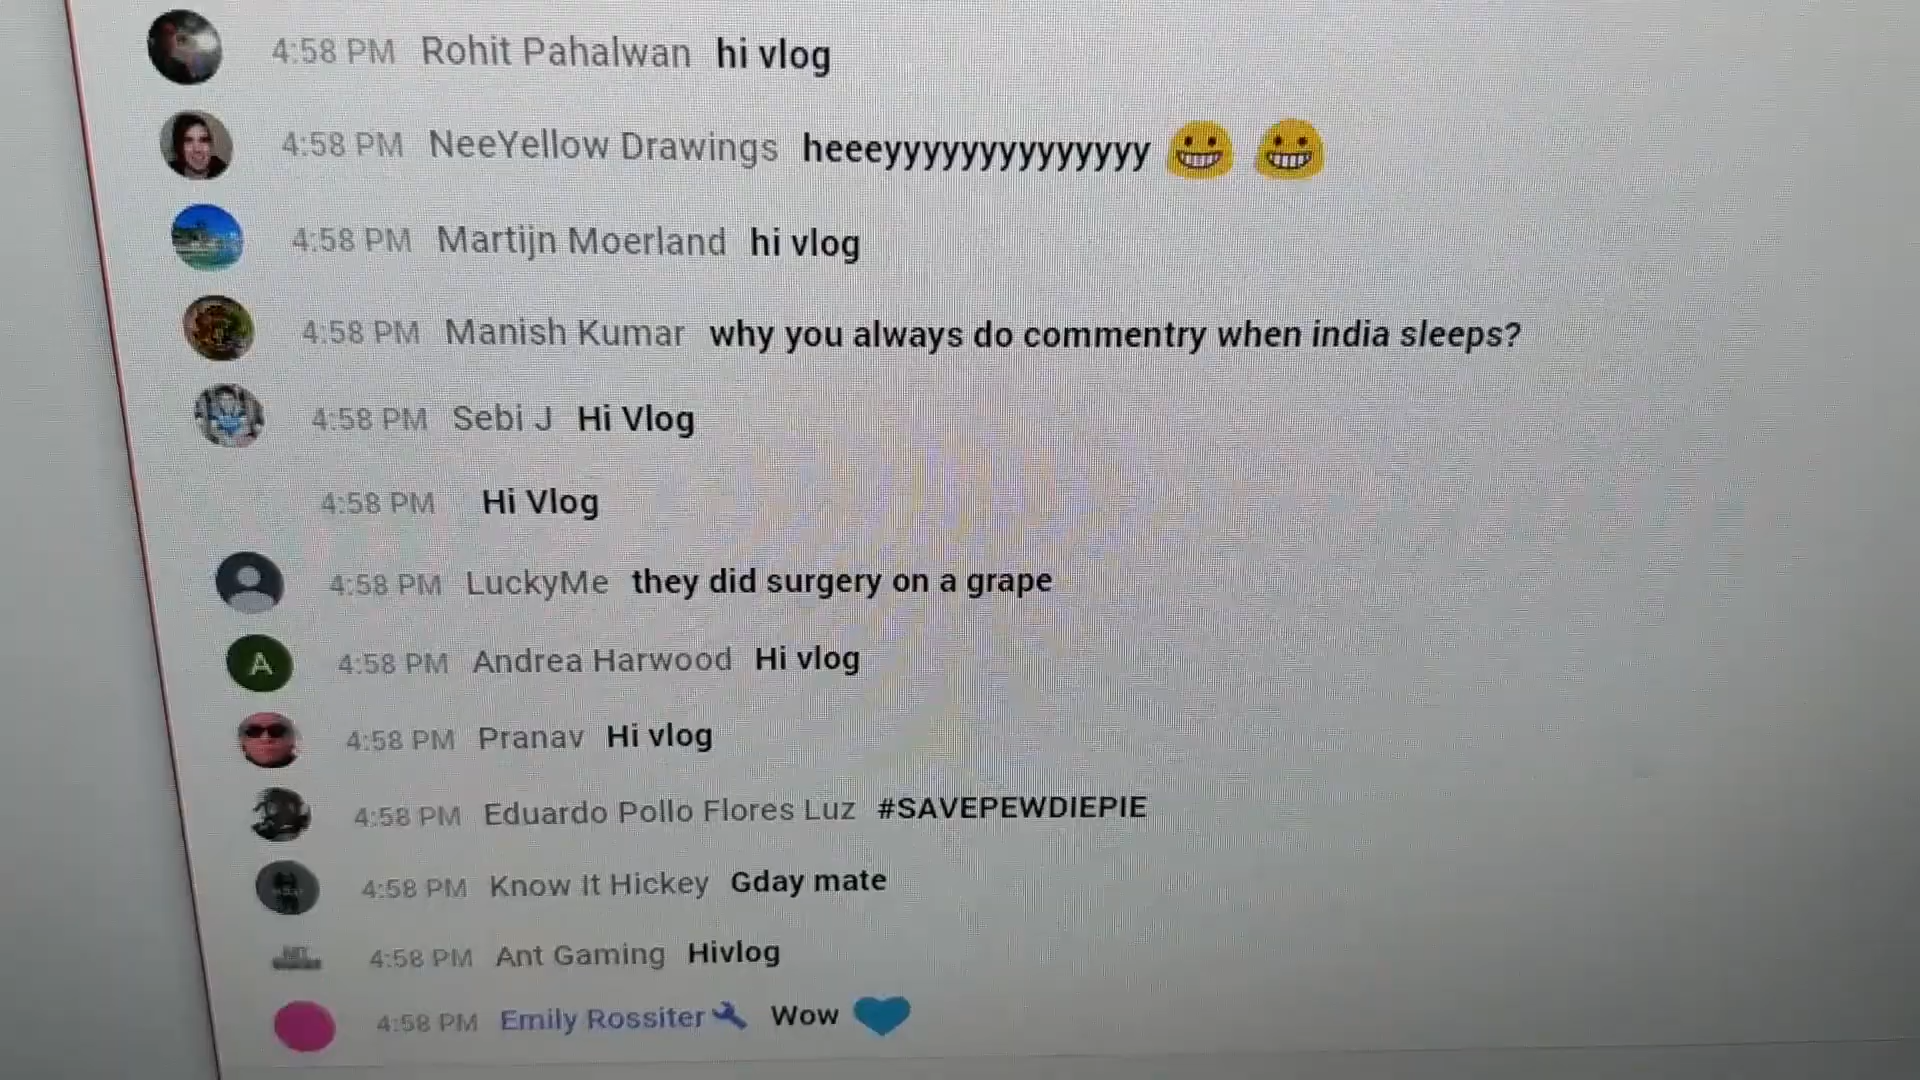 4:58 PM Rohit Pahalwan hi vlog
4:58 PM NeeYellow Drawings heeeyyyyyyyyyyyyyy 😀 😀
4:58 PM Martijn Moerland hi vlog
4:58 PM Manish Kumar why you always do commentry when india sleeps?
4:58 PM Sebi J Hi Vlog
4:58 PM Hi Vlog
4:58 PM LuckyMe they did surgery on a grape
A 4:58 PM Andrea Harwood Hi vlog
4:58 PM Pranav Hi vlog
4:58 PM Eduardo Pollo Flores Luz #SAVEPEWDIEPIE
4:58 PM Know It Hickey Gday mate
4:58 PM Ant Gaming Hivlog
4:58 PM Emily Rossiter🔧 Wow 💙